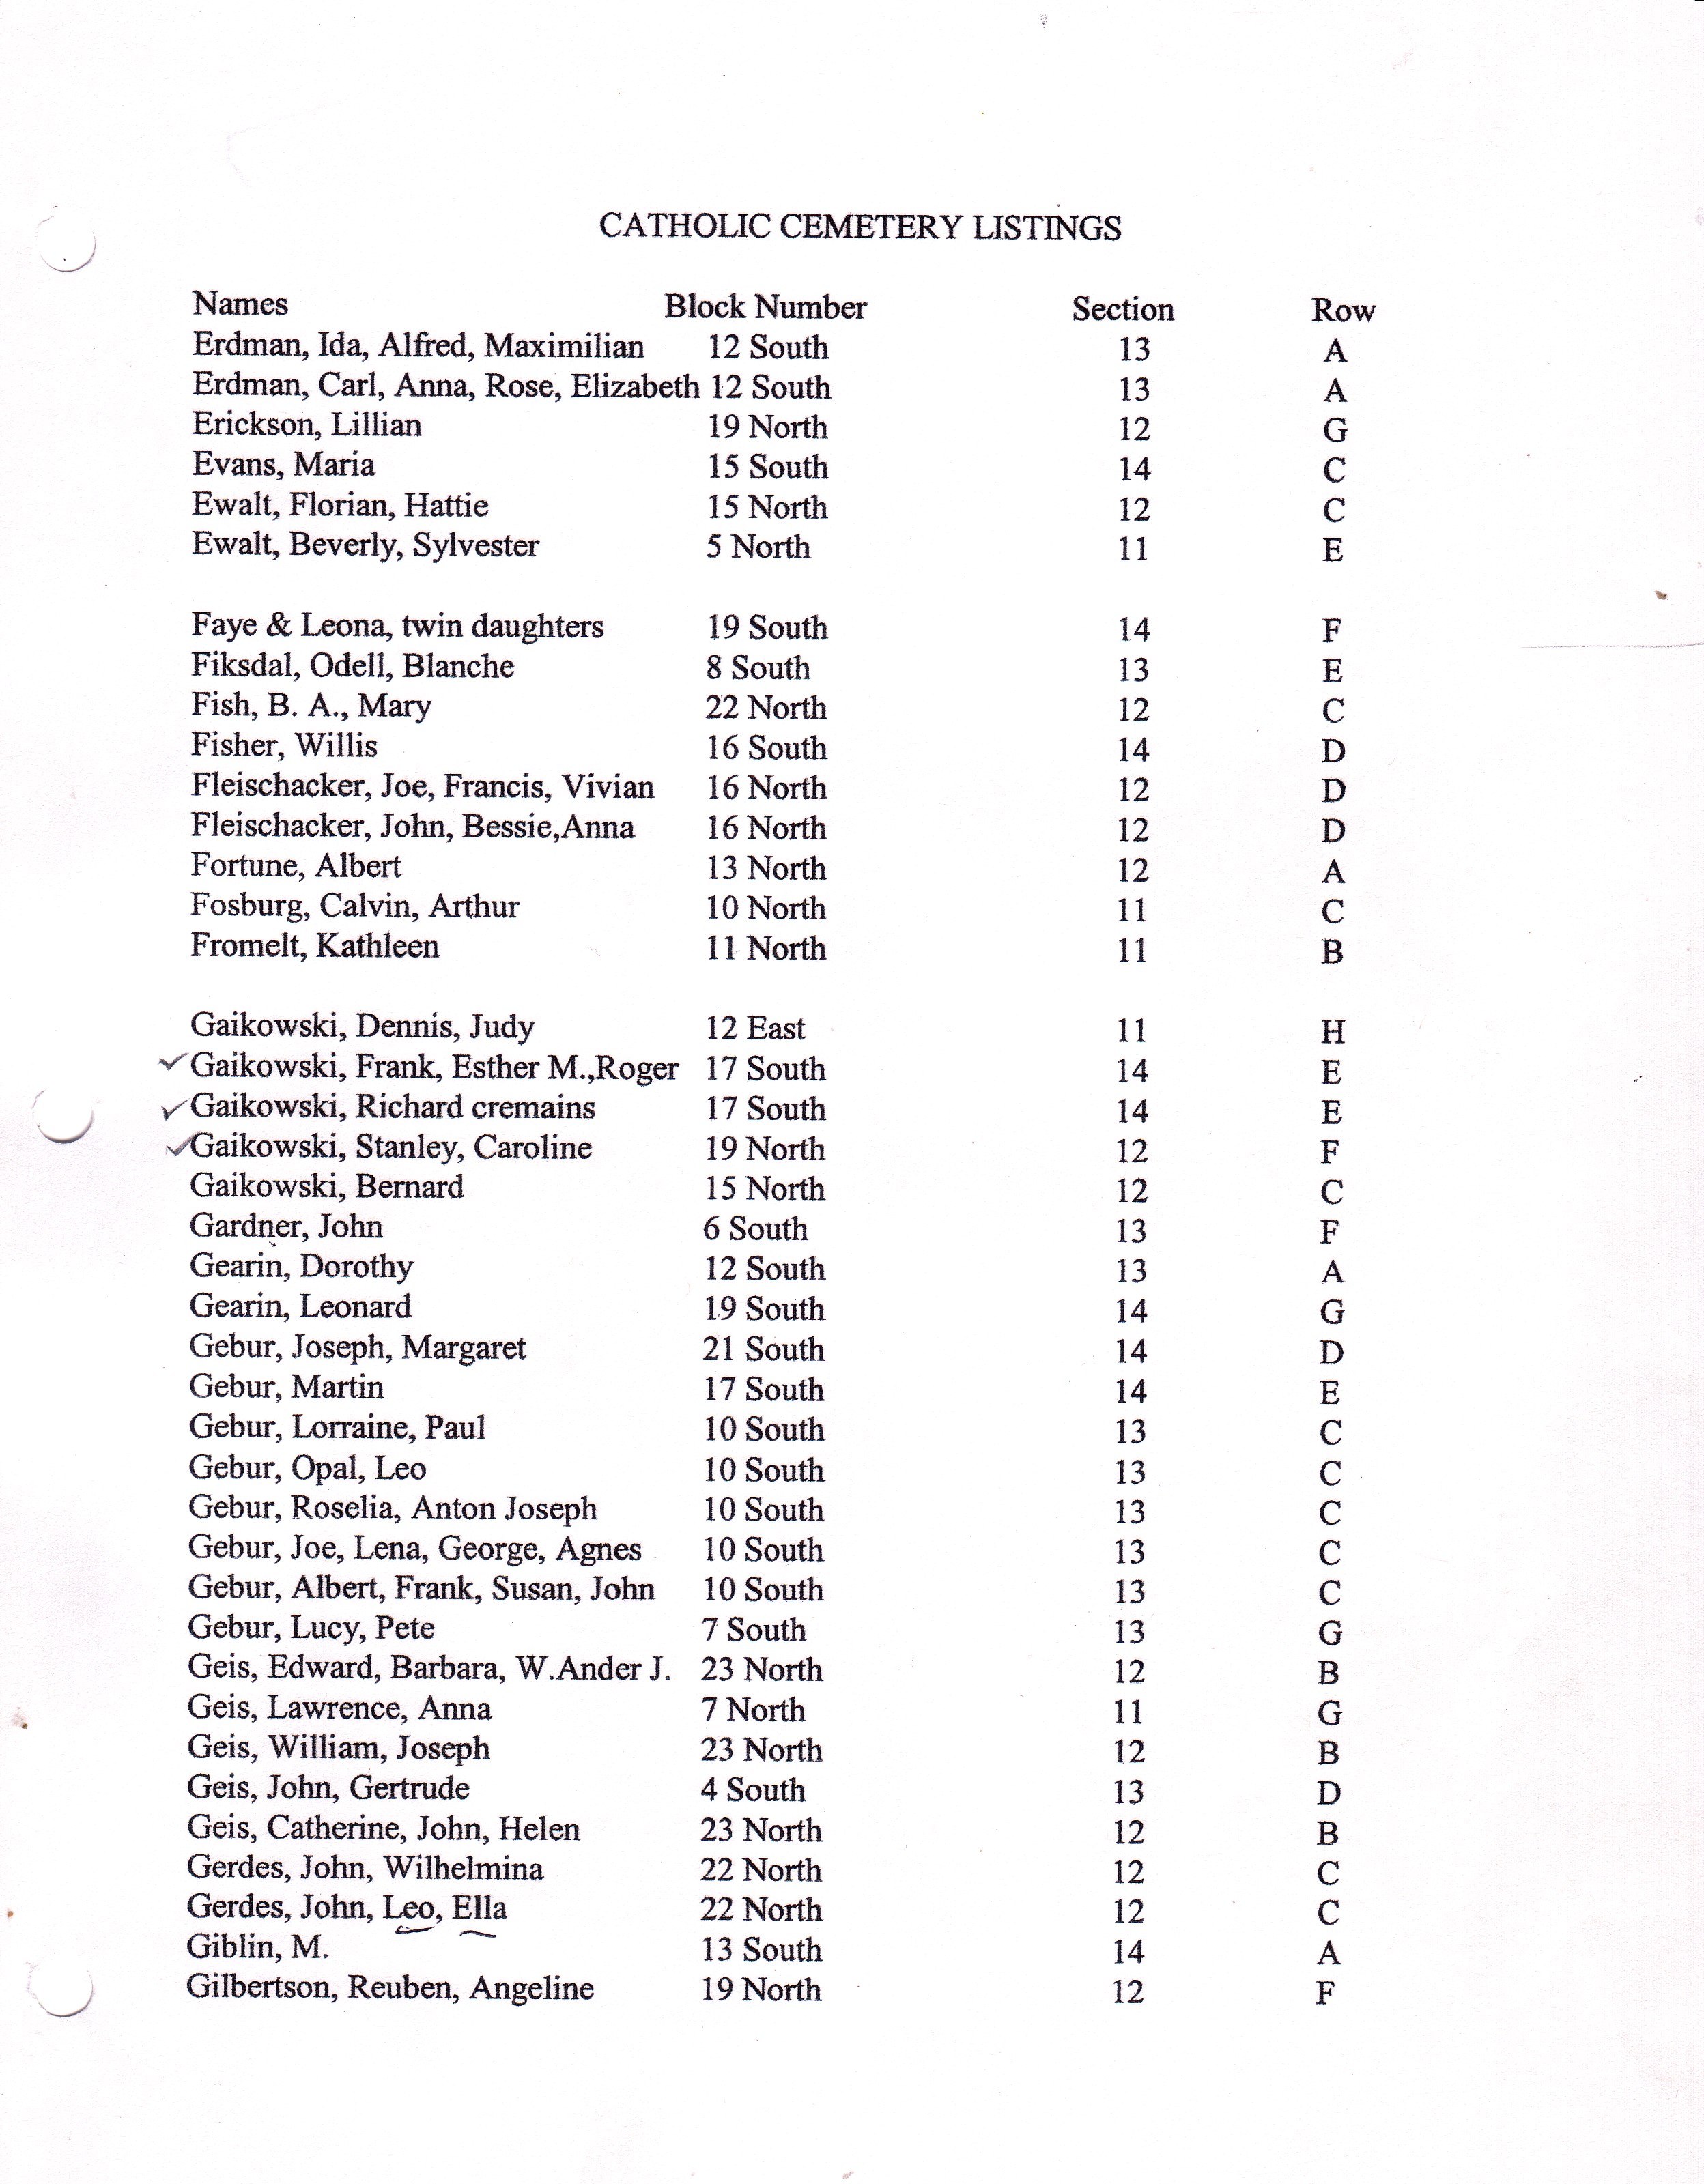 CATHOLIC CEMETERY LISTINGS
Names Block Number Section Row
Erdman, Ida, Alfred, Maximilian 12 South 13 A
Erdman, Carl, Anna, Rose, Elizabeth 12 South 13 A
Erickson, Lillian 19 North 12 G
Evans, Maria 15 South 14 C
Ewalt, Florian, Hattie 15 North 12 C
Ewalt, Beverly, Sylvester 5 North 11 E
Faye & Leona, twin daughters 19 South 14 F
Fiksdal, Odell, Blanche 8 South 13 E
Fish, B. A., Mary 22 North 12 C
Fisher, Willis 16 South 14 D
Fleischacker, Joe, Francis, Vivian 16 North 12 D
Fleischacker, John, Bessie,Anna 16 North 12 D
Fortune, Albert 13 North 12 A
Fosburg, Calvin, Arthur 10 North 11 C
Fromelt, Kathleen 11 North 11 B
Gaikowski, Dennis, Judy 12 East 11 H
✓Gaikowski, Frank, Esther M.,Roger 17 South 14 E
✓Gaikowski, Richard cremains 17 South 14 E
✓Gaikowski, Stanley, Caroline 19 North 12 F
Gaikowski, Bernard 15 North 12 C
Gardner, John 6 South 13 F
Gearin, Dorothy 12 South 13 A
Gearin, Leonard 19 South 14 G
Gebur, Joseph, Margaret 21 South 14 D
Gebur, Martin 17 South 14 E
Gebur, Lorraine, Paul 10 South 13 C
Gebur, Opal, Leo 10 South 13 C
Gebur, Roselia, Anton Joseph 10 South 13 C
Gebur, Joe, Lena, George, Agnes 10 South 13 C
Gebur, Albert, Frank, Susan, John 10 South 13 C
Gebur, Lucy, Pete 7 South 13 G
Geis, Edward, Barbara, W.Ander J. 23 North 12 B
Geis, Lawrence, Anna 7 North 11 G
Geis, William, Joseph 23 North 12 B
Geis, John, Gertrude 4 South 13 D
Geis, Catherine, John, Helen 23 North 12 B
Gerdes, John, Wilhelmina 22 North 12 C
Gerdes, John, Leo, Ella 22 North 12 C
Giblin, M. 13 South 14 A
Gilbertson, Reuben, Angeline 19 North 12 F